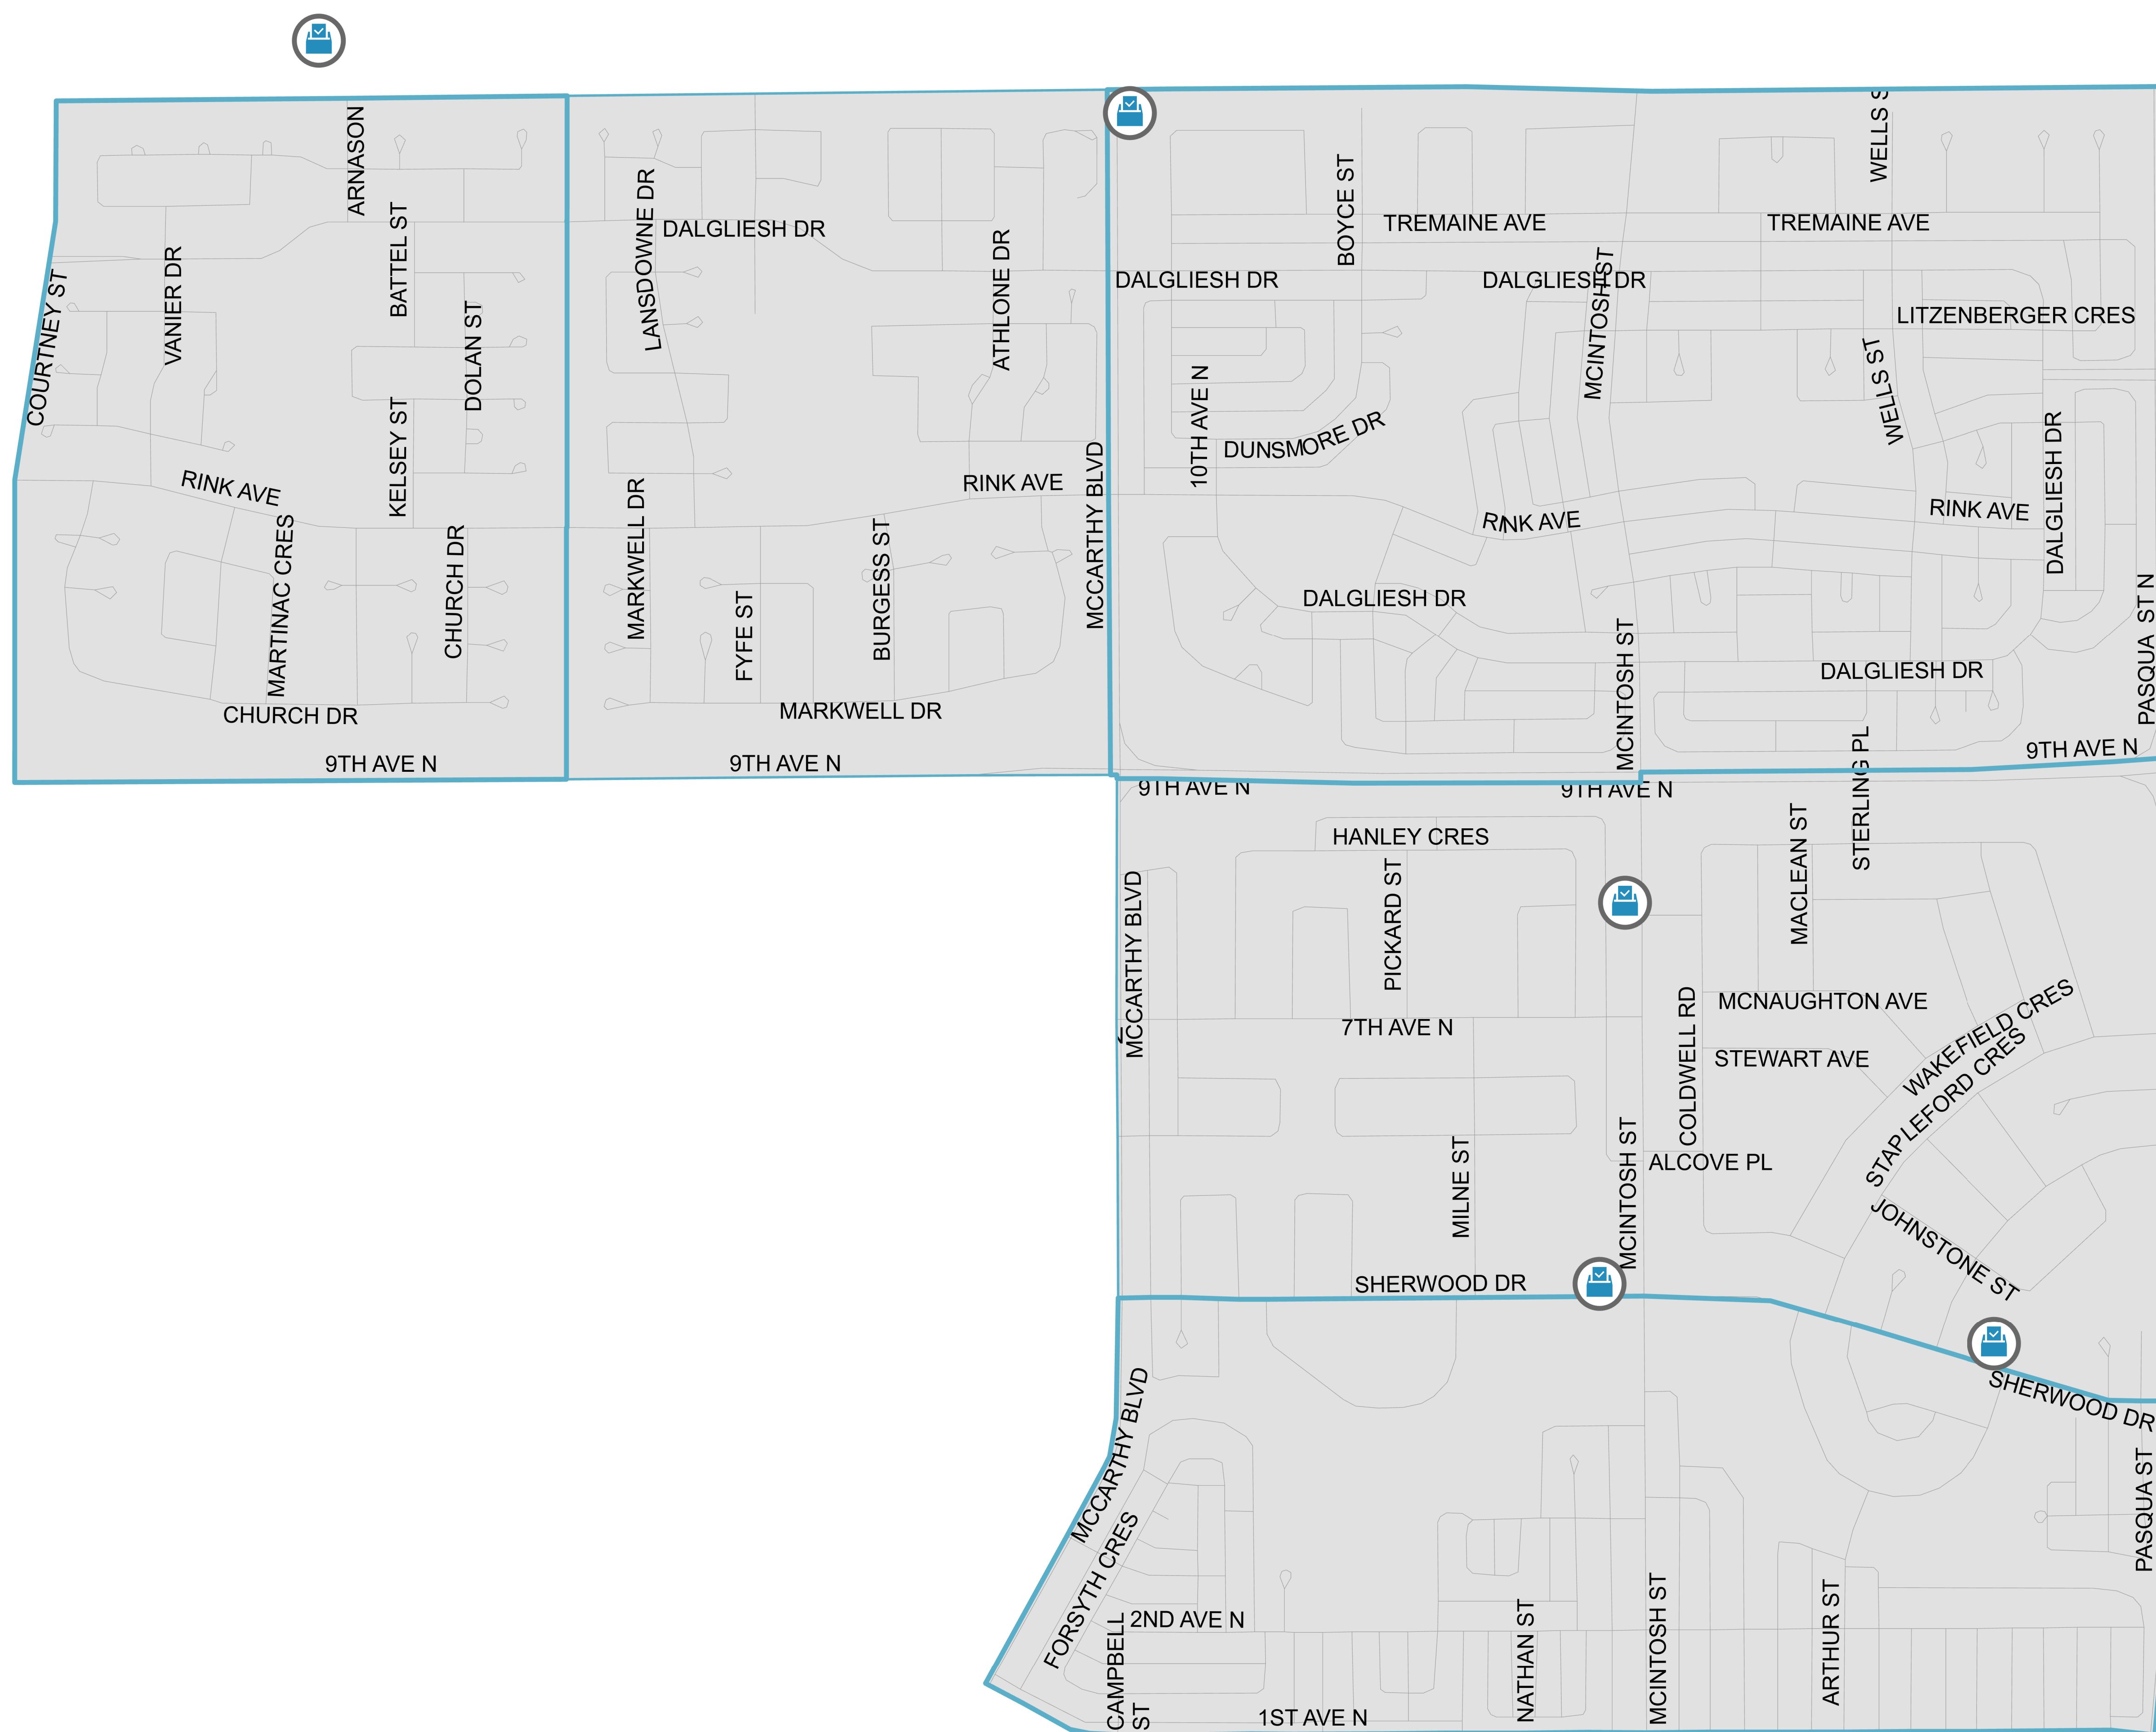 WELLS S
ARNASON
BOYCE ST
TREMAINE AVE
TREMAINE AVE
BATTEL ST
LANSDOWNE DR
DALGLIESH DR
ATHLONE DR
DALGLIESH DR
DALGLIESH DR
MCINTOSH ST
COURTNEY ST
VANIER DR
DOLAN ST
LITZENBERGER CRES
WELLS ST
10TH AVE N
DUNSMORE DR
KELSEY ST
RINK AVE
RINK AVE
MCCARTHY BLVD
RINK AVE
RINK AVE
DALGLIESH DR
MARTINAC CRES
CHURCH DR
MARKWELL DR
FYFE ST
BURGESS ST
DALGLIESH DR
MCINTOSH ST
DALGLIESH DR
PASQUA ST N
CHURCH DR
MARKWELL DR
9TH AVE N
9TH AVE N
9TH AVE N
9TH AVE N
9TH AVE N
STERLING PL
HANLEY CRES
MACLEAN ST
MCCARTHY BLVD
PICKARD ST
MCNAUGHTON AVE
7TH AVE N
COLDWELL RD
STEWART AVE
WAKEFIELD CRES
STAPLEFORD CRES
MILNE ST
MCINTOSH ST
ALCOVE PL
JOHNSTONE ST
SHERWOOD DR
SHERWOOD DR
MCCARTHY BLVD
FORSYTH CRES
PASQUA ST
2ND AVE N
CAMPBELL
ST
NATHAN ST
MCINTOSH ST
ARTHUR ST
1ST AVE N